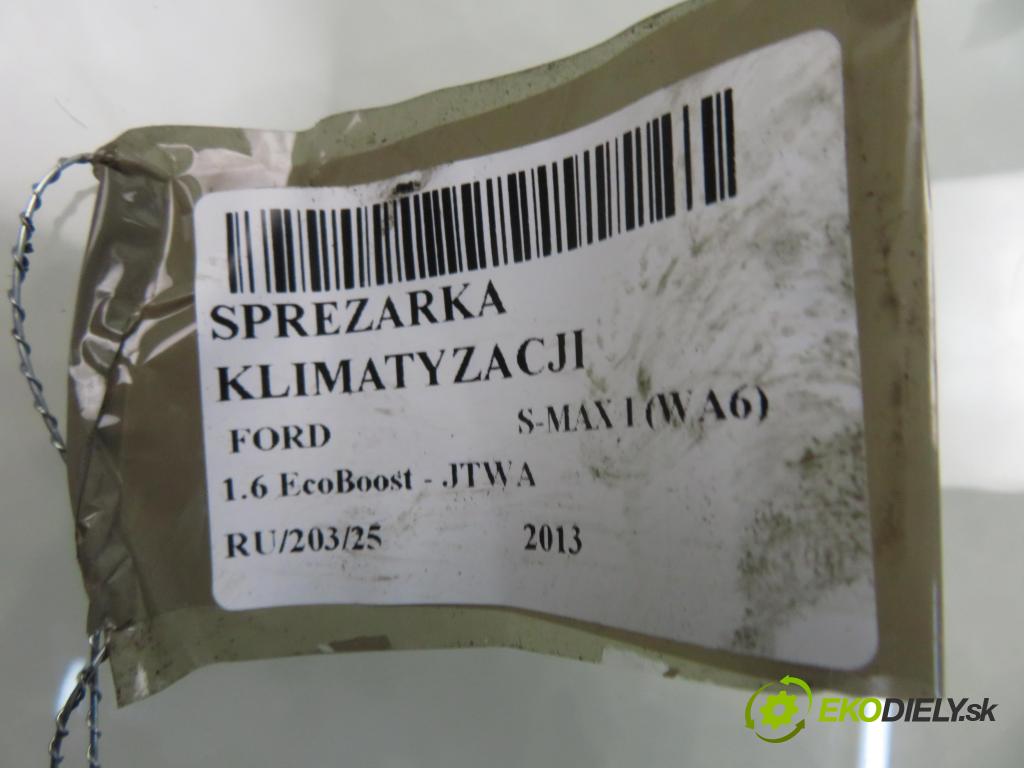 SPREZARKA
KLIMATYZACJI
FORD S-MAX I (WA6)
1.6 EcoBoost - JTWA
RU/203/25 2013
EKODIELY.sk